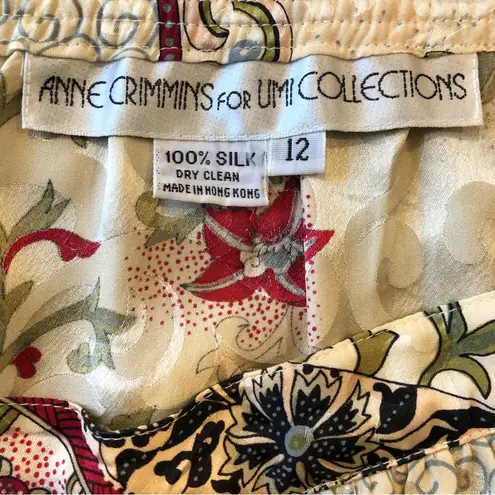 ANNE CRIMMINS FOR UMI COLLECTIONS
100% SILK
12
DRY CLEAN
MADE IN HONG KONG